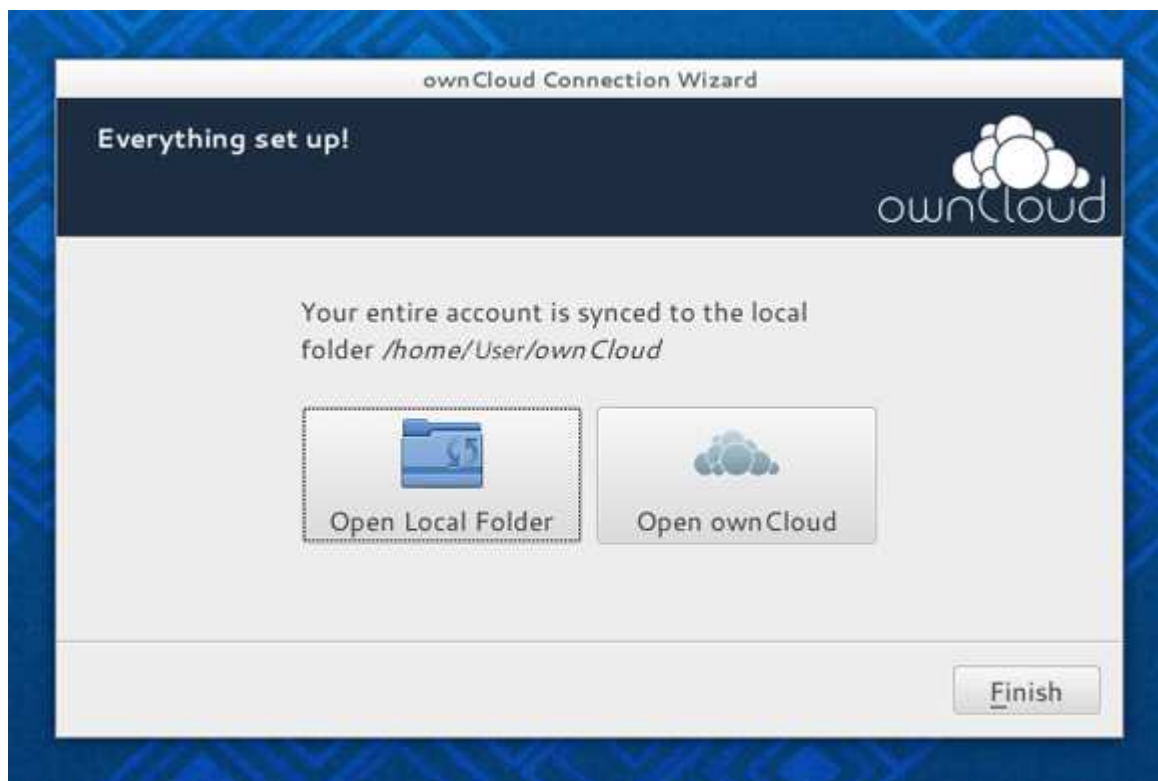 ownCloud Connection Wizard
Everything set up!
ownCloud
Your entire account is synced to the local
folder /home/User/ownCloud
Open Local Folder
Open ownCloud
Finish